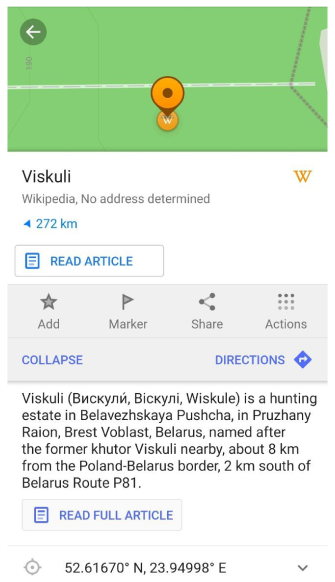 180
W
Viskuli
W
Wikipedia, No address determined
272 km
READ ARTICLE
Add
Marker
Share
Actions
COLLAPSE
DIRECTIONS
Viskuli (Вискули́, Віскулі, Wiskule) is a hunting
estate in Belavezhskaya Pushcha, in Pruzhany
Raion, Brest Voblast, Belarus, named after
the former khutor Viskuli nearby, about 8 km
from the Poland-Belarus border, 2 km south of
Belarus Route P81.
READ FULL ARTICLE
52.61670° N, 23.94998° E